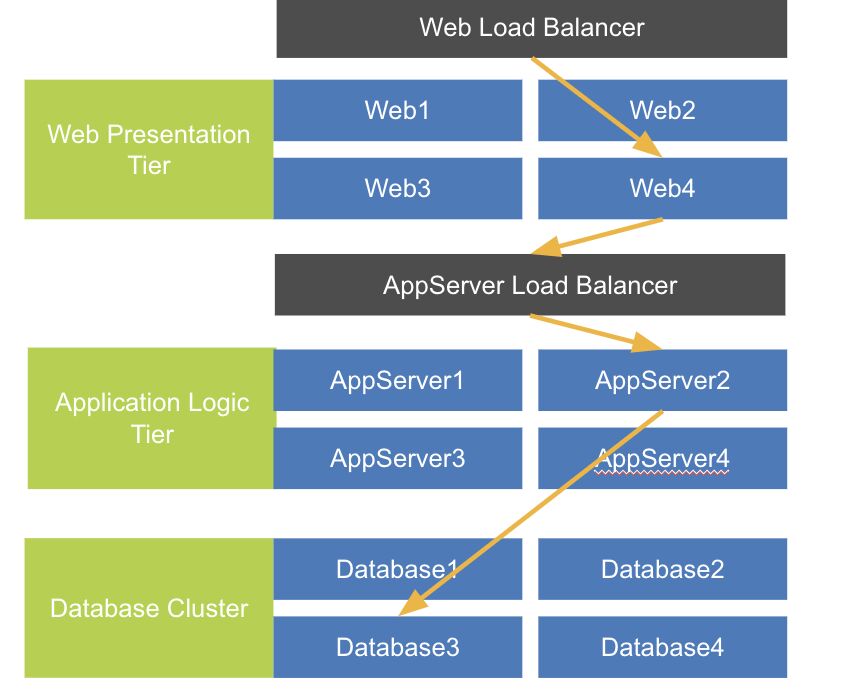 Web Load Balancer
Web Presentation
Tier
Web1
Web2
Web3
Web4
AppServer Load Balancer
Application Logic
Tier
AppServer1
AppServer2
AppServer3
AppServer4
Database Cluster
Database1
Database2
Database3
Database4